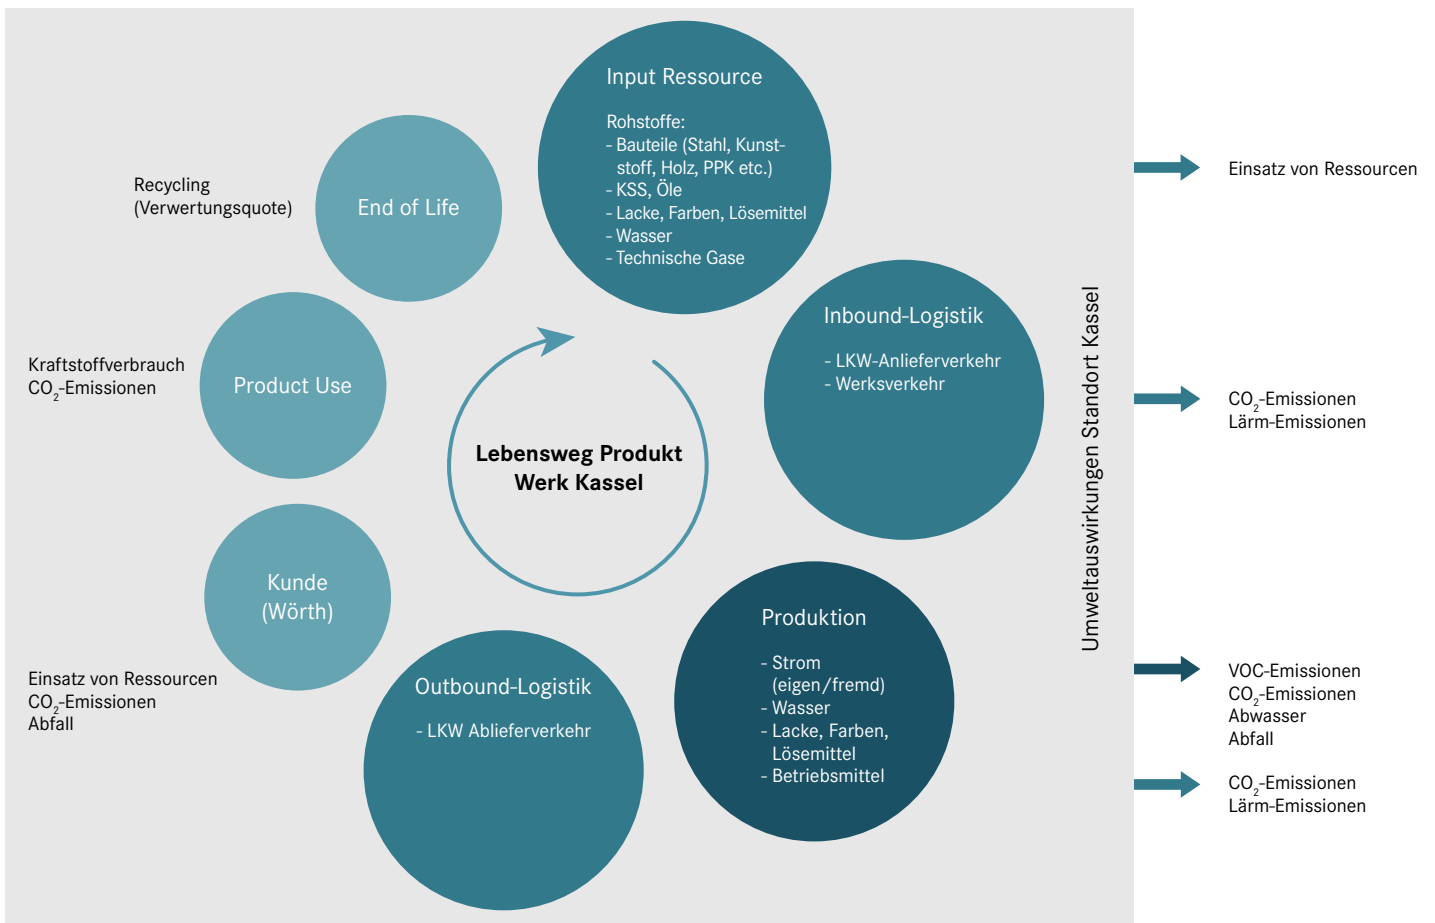 Input Ressource
Rohstoffe:
- Bauteile (Stahl, Kunst-
stoff, Holz, PPK etc.)
- KSS, Öle
- Lacke, Farben, Lösemittel
- Wasser
- Technische Gase
Inbound-Logistik
- LKW-Anlieferverkehr
- Werksverkehr
Produktion
- Strom
(eigen/fremd)
- Wasser
- Lacke, Farben,
Lösemittel
- Betriebsmittel
Outbound-Logistik
- LKW Ablieferverkehr
Kunde
(Wörth)
Einsatz von Ressourcen
CO₂-Emissionen
Abfall
Product Use
Kraftstoffverbrauch
CO₂-Emissionen
End of Life
Recycling
(Verwertungsquote)
Lebensweg Produkt
Werk Kassel
Umweltauswirkungen Standort Kassel
Einsatz von Ressourcen
CO₂-Emissionen
Lärm-Emissionen
VOC-Emissionen
CO₂-Emissionen
Abwasser
Abfall
CO₂-Emissionen
Lärm-Emissionen